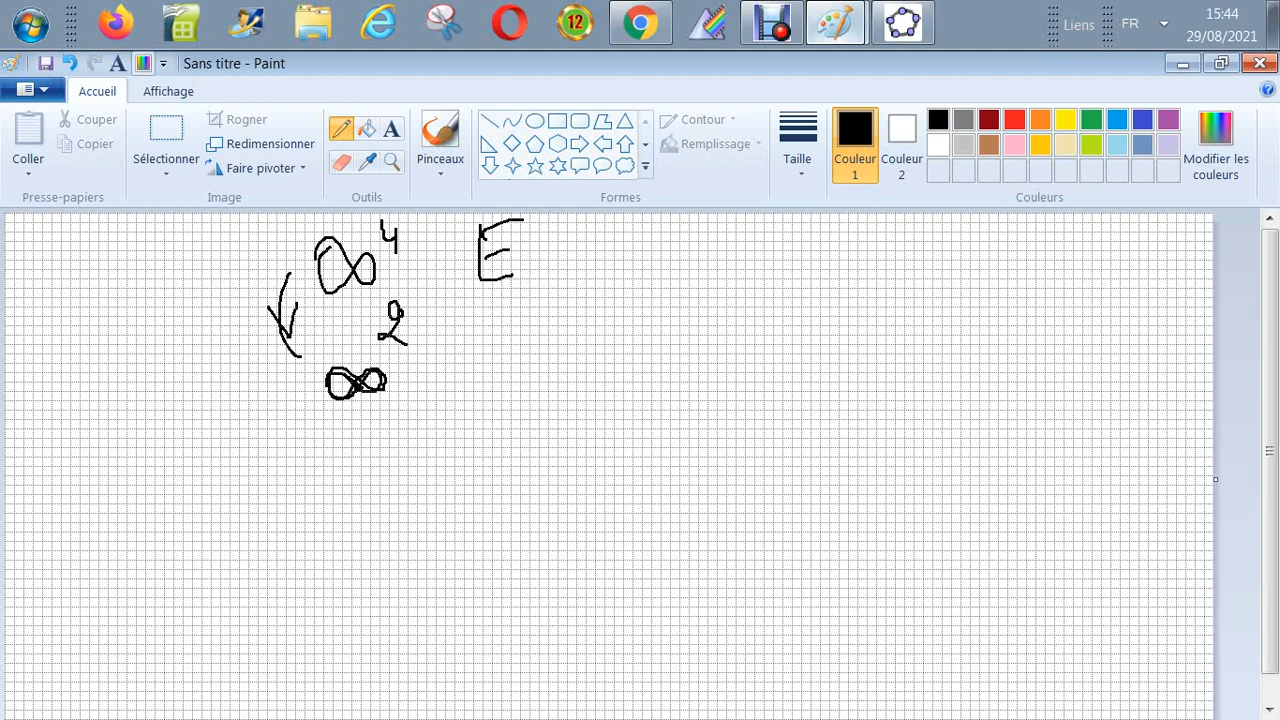 12
Liens
FR
15:44
29/08/2021
Sans titre - Paint
Accueil
Affichage
Coller
Couper
Copier
Presse-papiers
Sélectionner
Rogner
Redimensionner
Faire pivoter
Image
A
Outils
Pinceaux
Contour
Remplissage
Formes
Taille
Couleur
1
Couleur
2
Modifier les
couleurs
Couleurs
∞⁴ E
2
∞